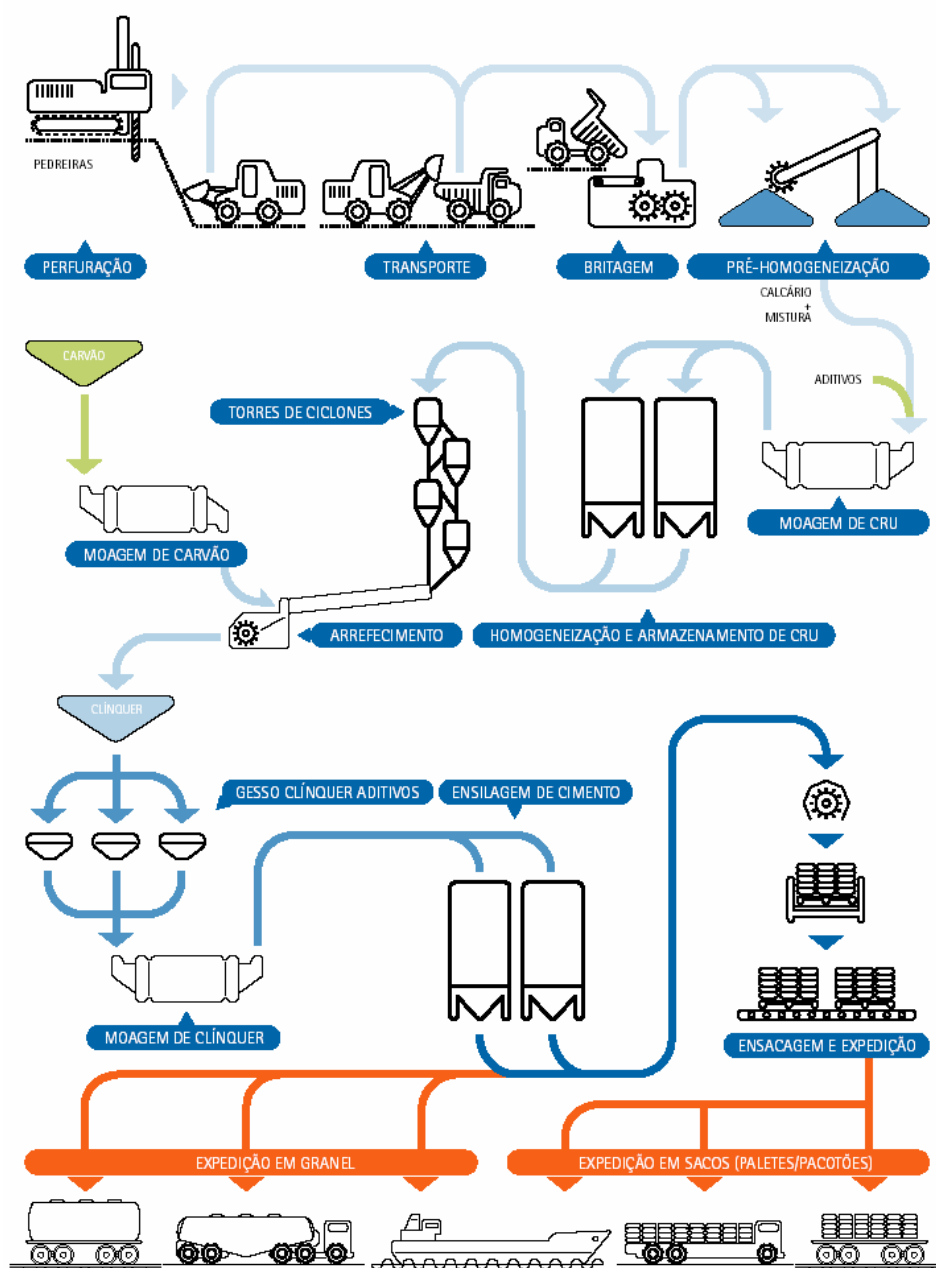 PEDREIRAS
PERFURAÇÃO
TRANSPORTE
BRITAGEM
PRÉ-HOMOGENEIZAÇÃO
CALCÁRIO
+
MISTURA
CARVÃO
ADITIVOS
TORRES DE CICLONES
MOAGEM DE CRU
MOAGEM DE CARVÃO
ARREFECIMENTO
HOMOGENEIZAÇÃO E ARMAZENAMENTO DE CRU
CLÍNQUER
GESSO CLÍNQUER ADITIVOS
ENSILAGEM DE CIMENTO
MOAGEM DE CLÍNQUER
ENSACAGEM E EXPEDIÇÃO
EXPEDIÇÃO EM GRANEL
EXPEDIÇÃO EM SACOS (PALETES/PACOTÕES)